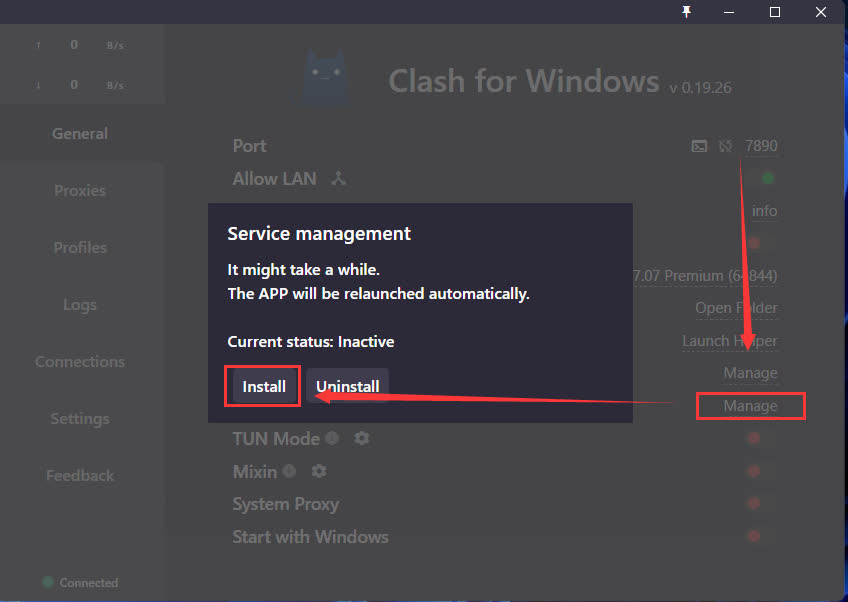 ↑ 0 B/s
↓ 0 B/s
General
Proxies
Profiles
Logs
Connections
Settings
Feedback
Connected
Clash for Windows v 0.19.26
Port 7890
Allow LAN
info
7.07 Premium (64844)
Open Folder
Launch Helper
Manage
Manage
Service management
It might take a while.
The APP will be relaunched automatically.
Current status: Inactive
Install Uninstall
TUN Mode
Mixin
System Proxy
Start with Windows